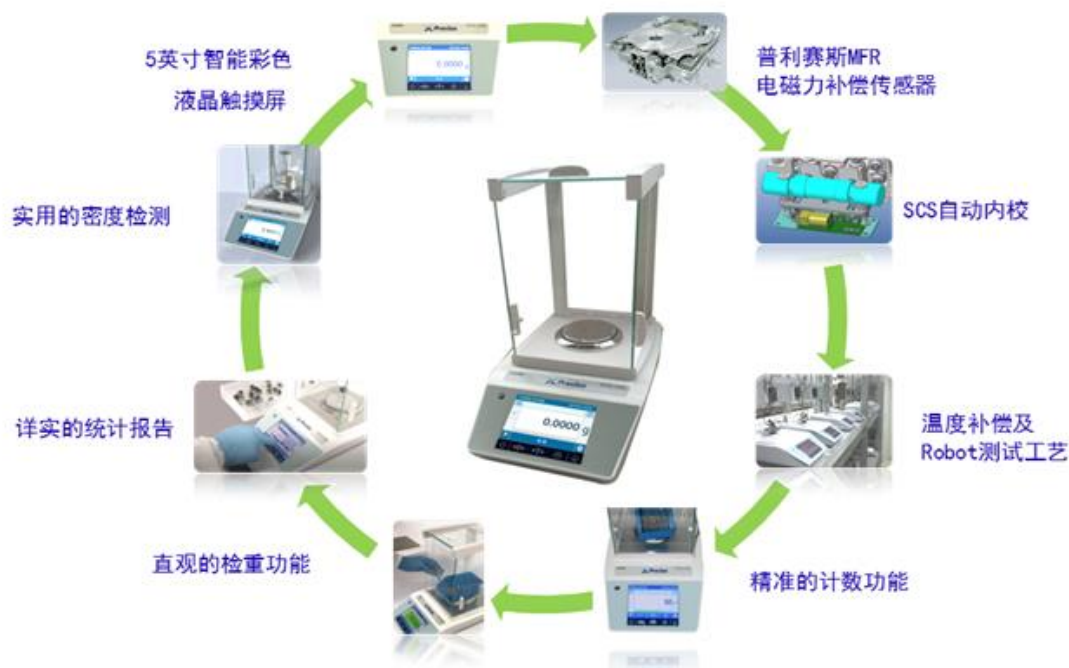 5英寸智能彩色
液晶触摸屏
普利赛斯MFR
电磁力补偿传感器
SCS自动内校
温度补偿及
Robot测试工艺
精准的计数功能
直观的检重功能
详实的统计报告
实用的密度检测
Precisa
0.0000 g